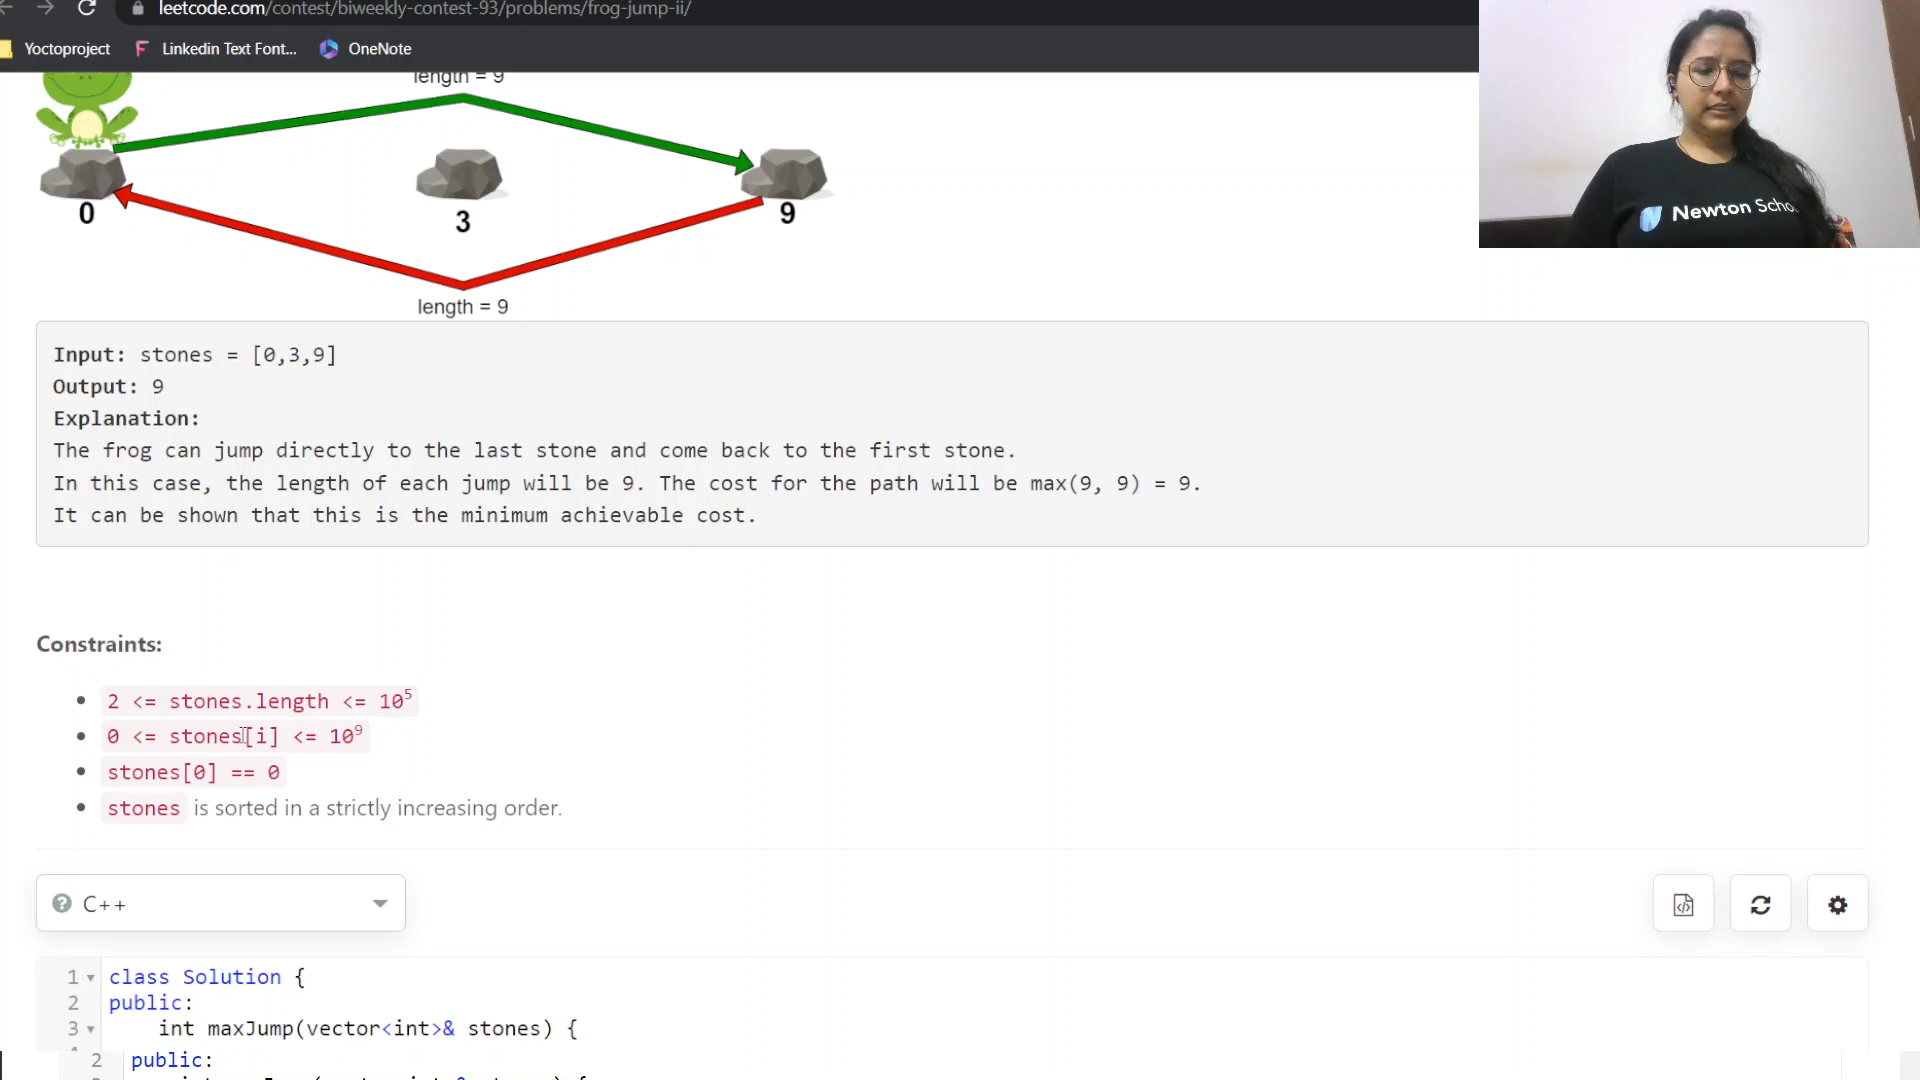 leetcode.com/contest/biweekly-contest-93/problems/frog-jump-ii/
Yoctoproject
Linkedin Text Font...
OneNote
length = 9
0
3
9
length = 9
Newton Scho
Input: stones = [0,3,9]
Output: 9
Explanation:
The frog can jump directly to the last stone and come back to the first stone.
In this case, the length of each jump will be 9. The cost for the path will be max(9, 9) = 9.
It can be shown that this is the minimum achievable cost.
Constraints:
2 <= stones.length <= 10⁵
0 <= stones[i] <= 10⁹
stones[0] == 0
stones is sorted in a strictly increasing order.
C++
1 class Solution {
2 public:
3 int maxJump(vector<int>& stones) {
2 public: